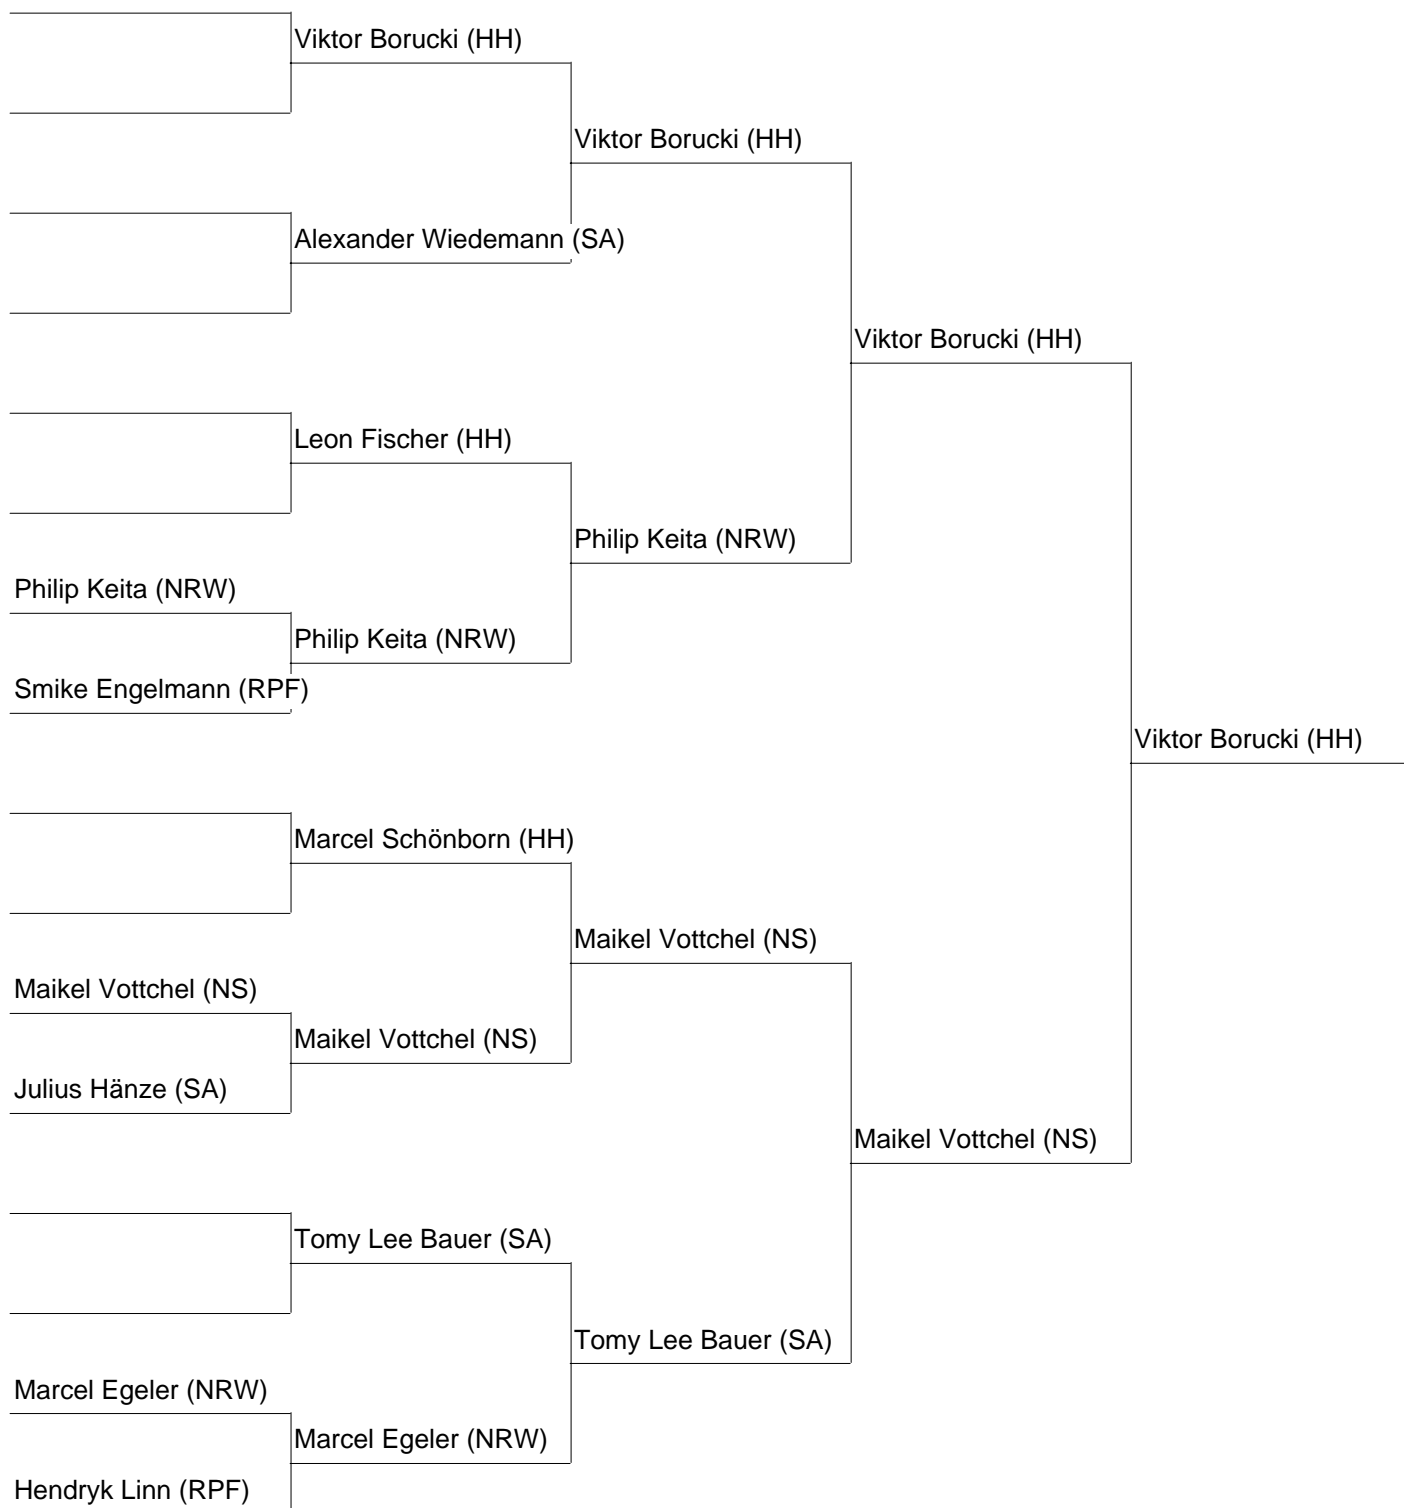 Viktor Borucki (HH)
Viktor Borucki (HH)
Alexander Wiedemann (SA)
Viktor Borucki (HH)
Leon Fischer (HH)
Philip Keita (NRW)
Philip Keita (NRW)
Philip Keita (NRW)
Smike Engelmann (RPF)
Viktor Borucki (HH)
Marcel Schönborn (HH)
Maikel Vottchel (NS)
Maikel Vottchel (NS)
Maikel Vottchel (NS)
Julius Hänze (SA)
Maikel Vottchel (NS)
Tomy Lee Bauer (SA)
Tomy Lee Bauer (SA)
Marcel Egeler (NRW)
Marcel Egeler (NRW)
Hendryk Linn (RPF)